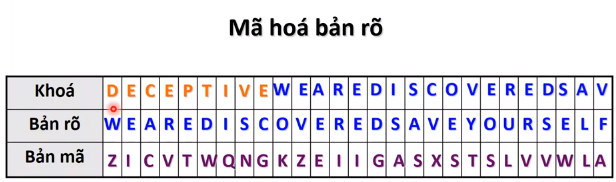 Mã hoá bản rõ
Khoá D E C E P T I V E W E A R E D I S C O V E R E D S A V
Bản rõ W E A R E D I S C O V E R E D S A V E Y O U R S E L F
Bản mã Z I C V T W Q N G K Z E I I G A S X S T S L V V W L A